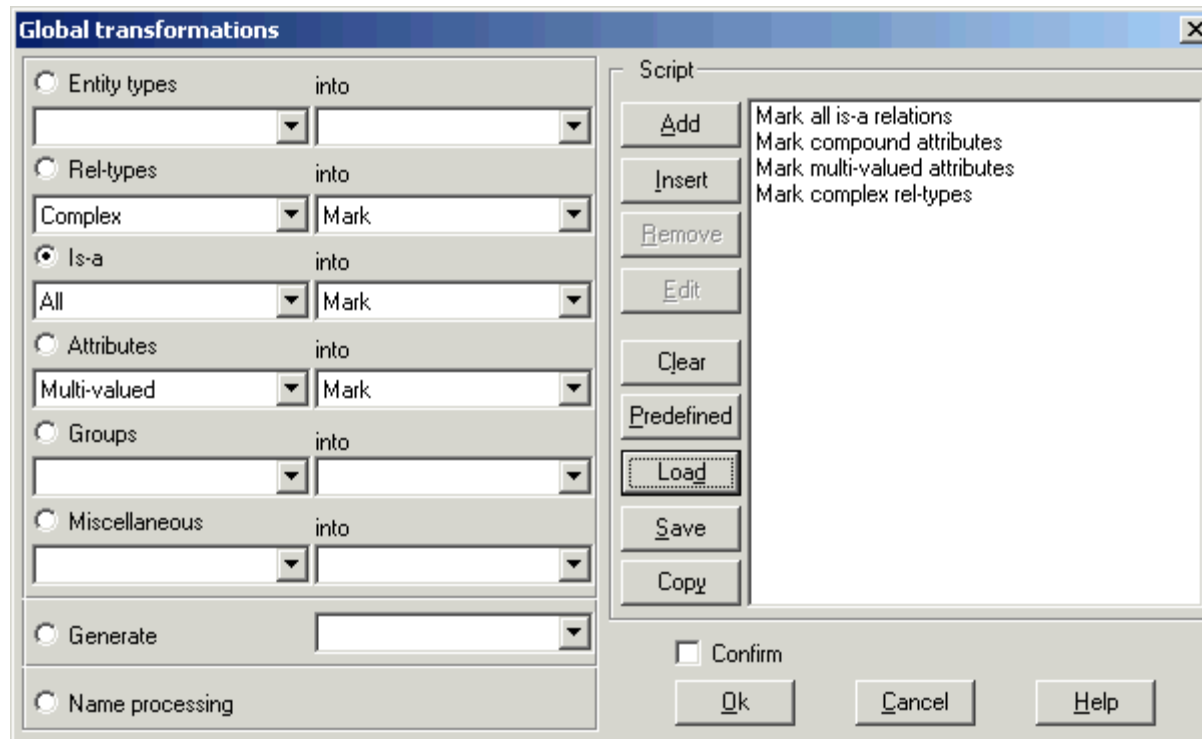 Global transformations
Entity types into
Rel-types into
Complex Mark
Is-a into
All Mark
Attributes into
Multi-valued Mark
Groups into
Miscellaneous into
Generate
Name processing
Script
Add
Insert
Remove
Edit
Clear
Predefined
Load
Save
Copy
Mark all is-a relations
Mark compound attributes
Mark multi-valued attributes
Mark complex rel-types
Confirm
Ok Cancel Help